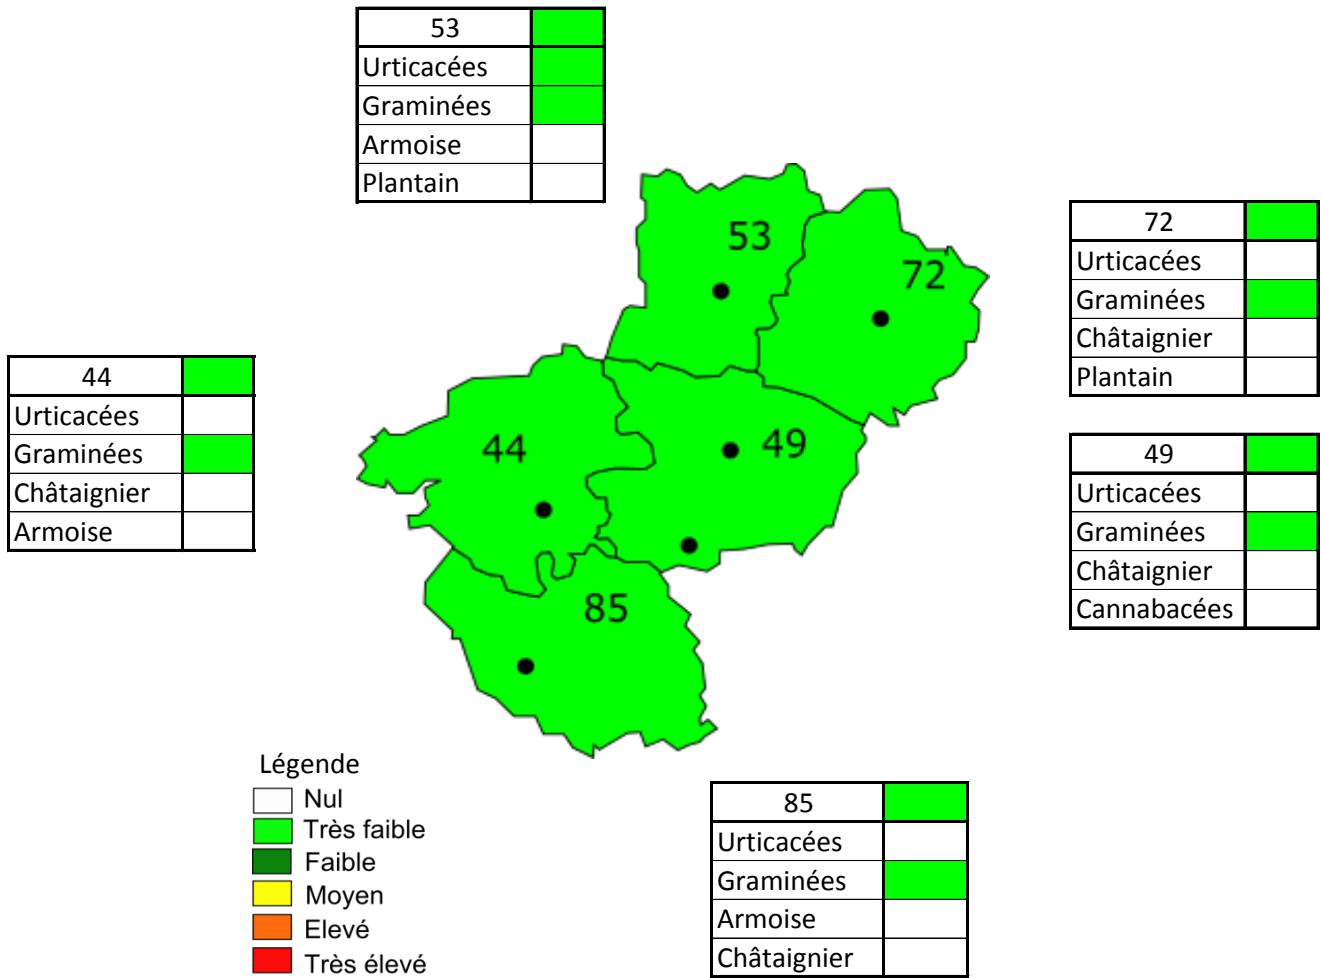 53
Urticacées
Graminées
Armoise
Plantain
53
72
72
Urticacées
Graminées
Châtaignier
Plantain
44
Urticacées
Graminées
Châtaignier
Armoise
44
49
49
Urticacées
Graminées
Châtaignier
Cannabacées
85
Légende
Nul
Très faible
Faible
Moyen
Elevé
Très élevé
85
Urticacées
Graminées
Armoise
Châtaignier